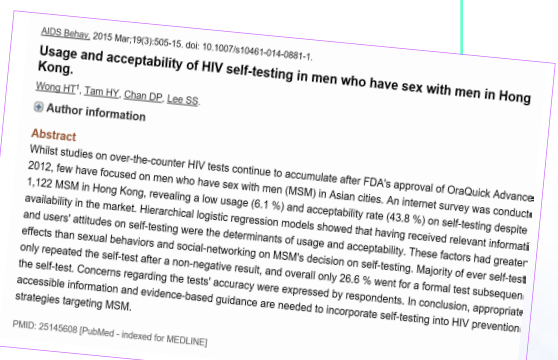 AIDS Behav. 2015 Mar;19(3):505-15. doi: 10.1007/s10461-014-0881-1.
Usage and acceptability of HIV self-testing in men who have sex with men in Hong
Kong.
Wong HT1, Tam HY, Chan DP, Lee SS.
Author information
Abstract
Whilst studies on over-the-counter HIV tests continue to accumulate after FDA's approval of OraQuick Advance
2012, few have focused on men who have sex with men (MSM) in Asian cities. An internet survey was conducte
1,122 MSM in Hong Kong, revealing a low usage (6.1 %) and acceptability rate (43.8 %) on self-testing despite
availability in the market. Hierarchical logistic regression models showed that having received relevant informati
and users' attitudes on self-testing were the determinants of usage and acceptability. These factors had greater
effects than sexual behaviors and social-networking on MSM's decision on self-testing. Majority of ever self-test
only repeated the self-test after a non-negative result, and overall only 26.6 % went for a formal test subsequen
the self-test. Concerns regarding the tests' accuracy were expressed by respondents. In conclusion, appropriate
accessible information and evidence-based guidance are needed to incorporate self-testing into HIV prevention
strategies targeting MSM.
PMID: 25145608 [PubMed - indexed for MEDLINE]